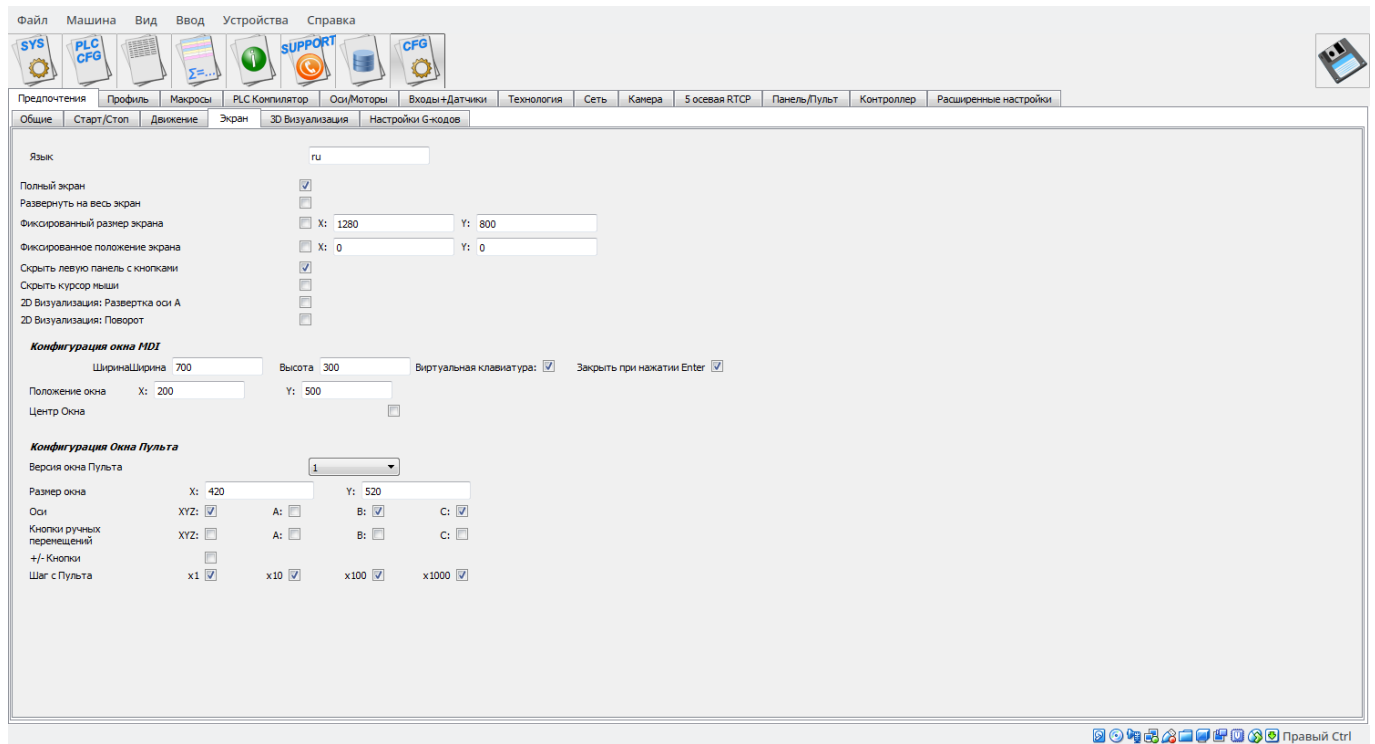 Файл Машина Вид Ввод Устройства Справка
SYS PLC CFG Σ=... SUPPORT CFG
Предпочтения Профиль Макросы PLC Компилятор Оси/Моторы Входы+Датчики Технология Сеть Камера 5 осевая RTCP Панель/Пульт Контроллер Расширенные настройки
Общие Старт/Стоп Движение Экран 3D Визуализация Настройки G-кодов
Язык ru
Полный экран
Развернуть на весь экран
Фиксированный размер экрана X: 1280 Y: 800
Фиксированное положение экрана X: 0 Y: 0
Скрыть левую панель с кнопками
Скрыть курсор мыши
2D Визуализация: Развертка оси А
2D Визуализация: Поворот
Конфигурация окна MDI
ШиринаШирина 700 Высота 300 Виртуальная клавиатура: Закрыть при нажатии Enter
Положение окна X: 200 Y: 500
Центр Окна
Конфигурация Окна Пульта
Версия окна Пульта 1
Размер окна X: 420 Y: 520
Оси XYZ: A: B: C:
Кнопки ручных
перемещений XYZ: A: B: C:
+/- Кнопки
Шаг с Пульта x1 x10 x100 x1000
Правый Ctrl